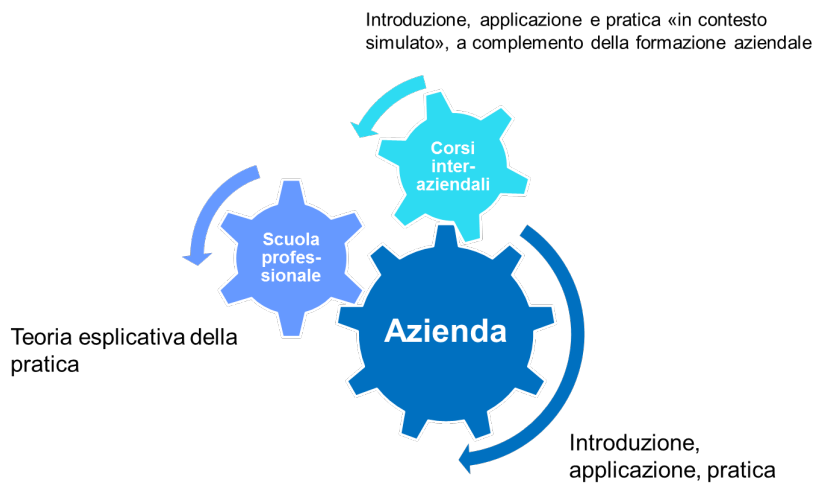 Introduzione, applicazione e pratica «in contesto
simulato», a complemento della formazione aziendale
Corsi
inter-
aziendali
Scuola
profes-
sionale
Azienda
Teoria esplicativa della
pratica
Introduzione,
applicazione, pratica